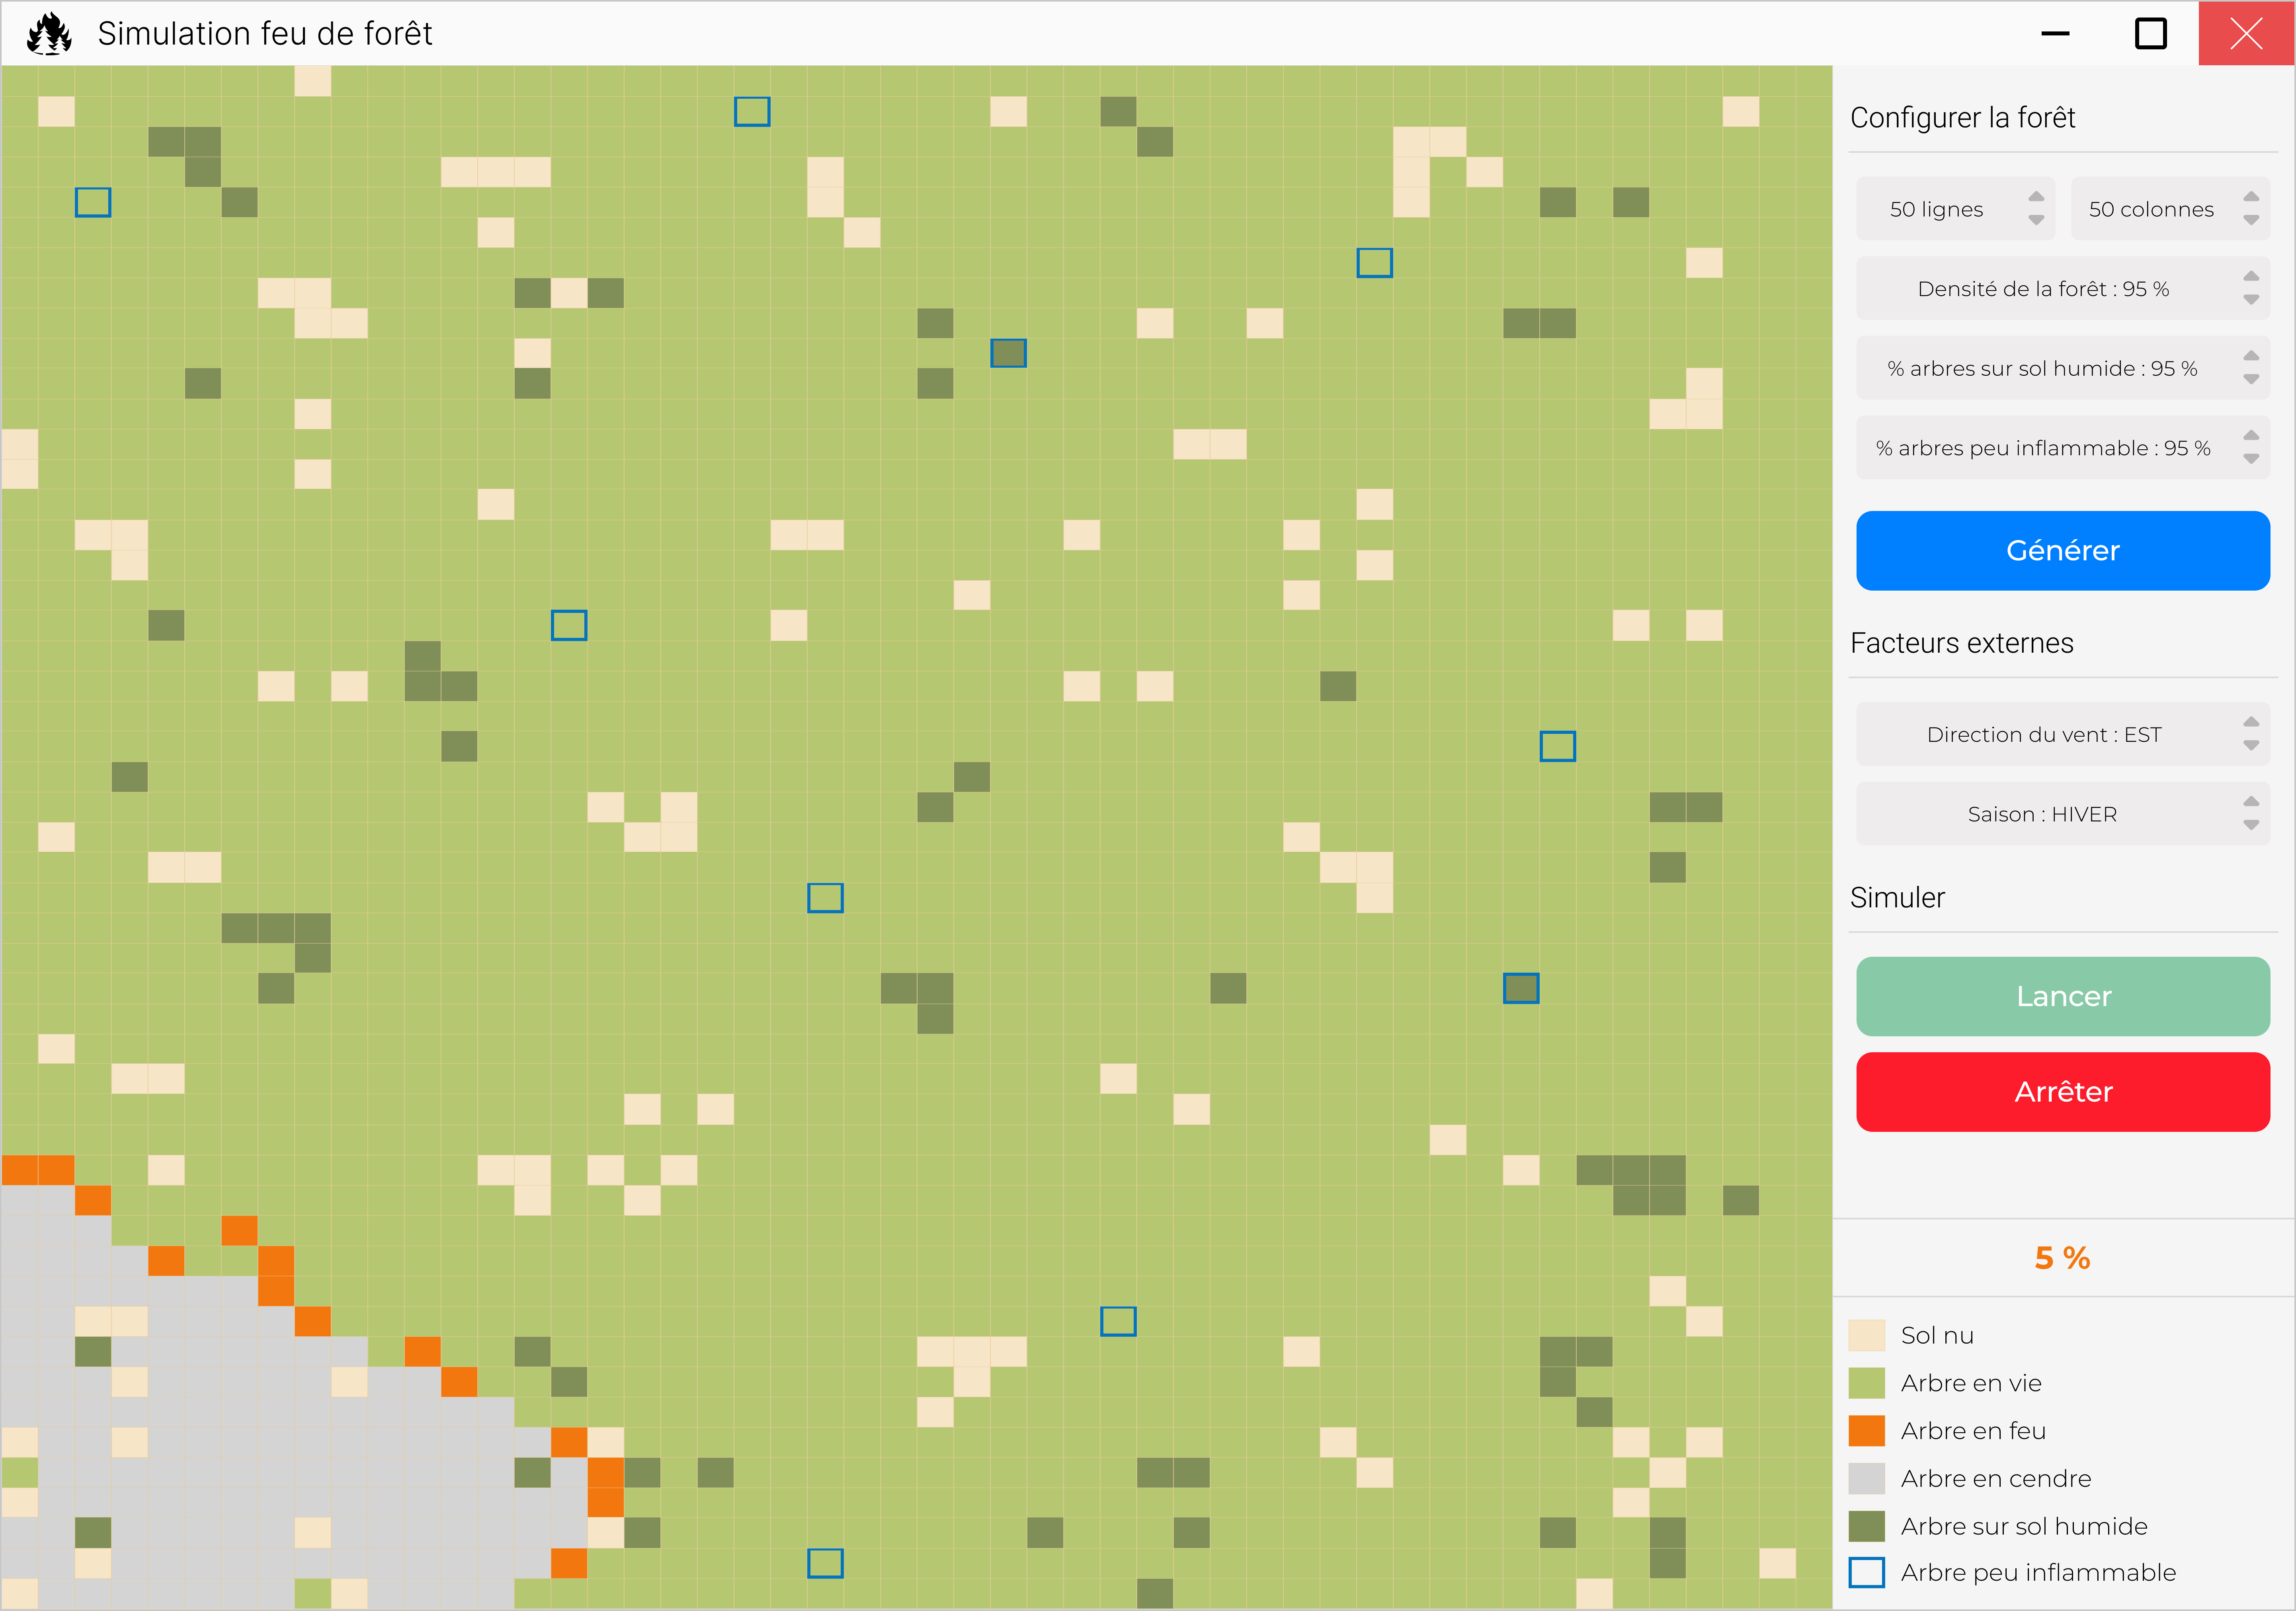 Simulation feu de forêt
Configurer la forêt
50 lignes
50 colonnes
Densité de la forêt : 95 %
% arbres sur sol humide : 95 %
% arbres peu inflammable : 95 %
Générer
Facteurs externes
Direction du vent : EST
Saison : HIVER
Simuler
Lancer
Arrêter
5 %
Sol nu
Arbre en vie
Arbre en feu
Arbre en cendre
Arbre sur sol humide
Arbre peu inflammable